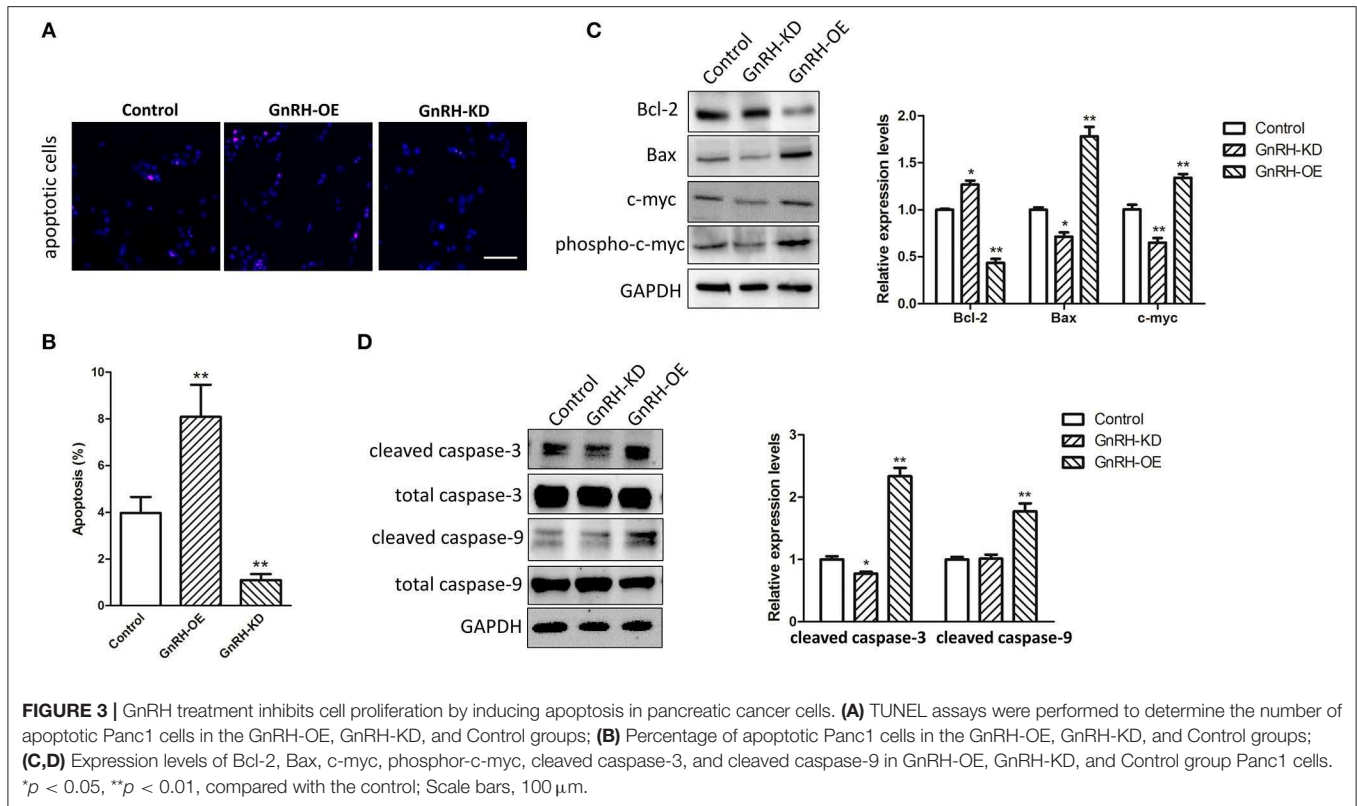 A
Control GnRH-OE GnRH-KD
apoptotic cells
B
Apoptosis (%)
10
8
6
4
2
0
**
**
Control
GnRH-OE
GnRH-KD
C
Control
GnRH-KD
GnRH-OE
Bcl-2
Bax
c-myc
phospho-c-myc
GAPDH
Relative expression levels
2.0
1.5
1.0
0.5
0.0
*
**
*
**
**
**
Bcl-2 Bax c-myc
Control
GnRH-KD
GnRH-OE
D
Control
GnRH-KD
GnRH-OE
cleaved caspase-3
total caspase-3
cleaved caspase-9
total caspase-9
GAPDH
Relative expression levels
3
2
1
0
*
**
**
cleaved caspase-3 cleaved caspase-9
Control
GnRH-KD
GnRH-OE
FIGURE 3 | GnRH treatment inhibits cell proliferation by inducing apoptosis in pancreatic cancer cells. (A) TUNEL assays were performed to determine the number of
apoptotic Panc1 cells in the GnRH-OE, GnRH-KD, and Control groups; (B) Percentage of apoptotic Panc1 cells in the GnRH-OE, GnRH-KD, and Control groups;
(C,D) Expression levels of Bcl-2, Bax, c-myc, phosphor-c-myc, cleaved caspase-3, and cleaved caspase-9 in GnRH-OE, GnRH-KD, and Control group Panc1 cells.
*p < 0.05, **p < 0.01, compared with the control; Scale bars, 100 μm.